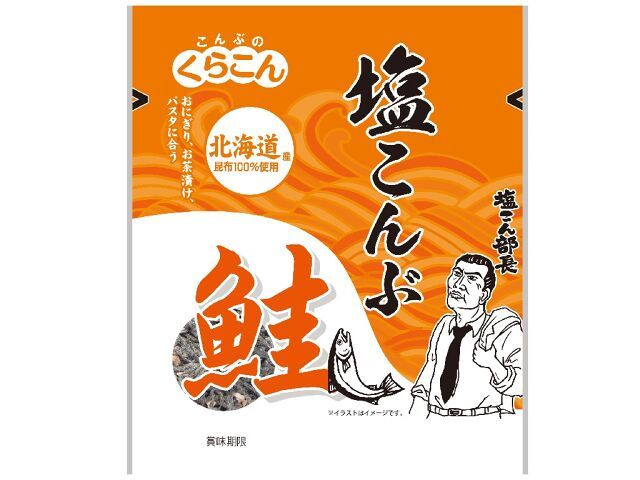 こんぶの
くらこん
塩こんぶ
おにぎり、お茶漬け、
パスタに合う
北海道産
昆布100%使用
塩こん部長
鮭
※イラストはイメージです。
賞味期限